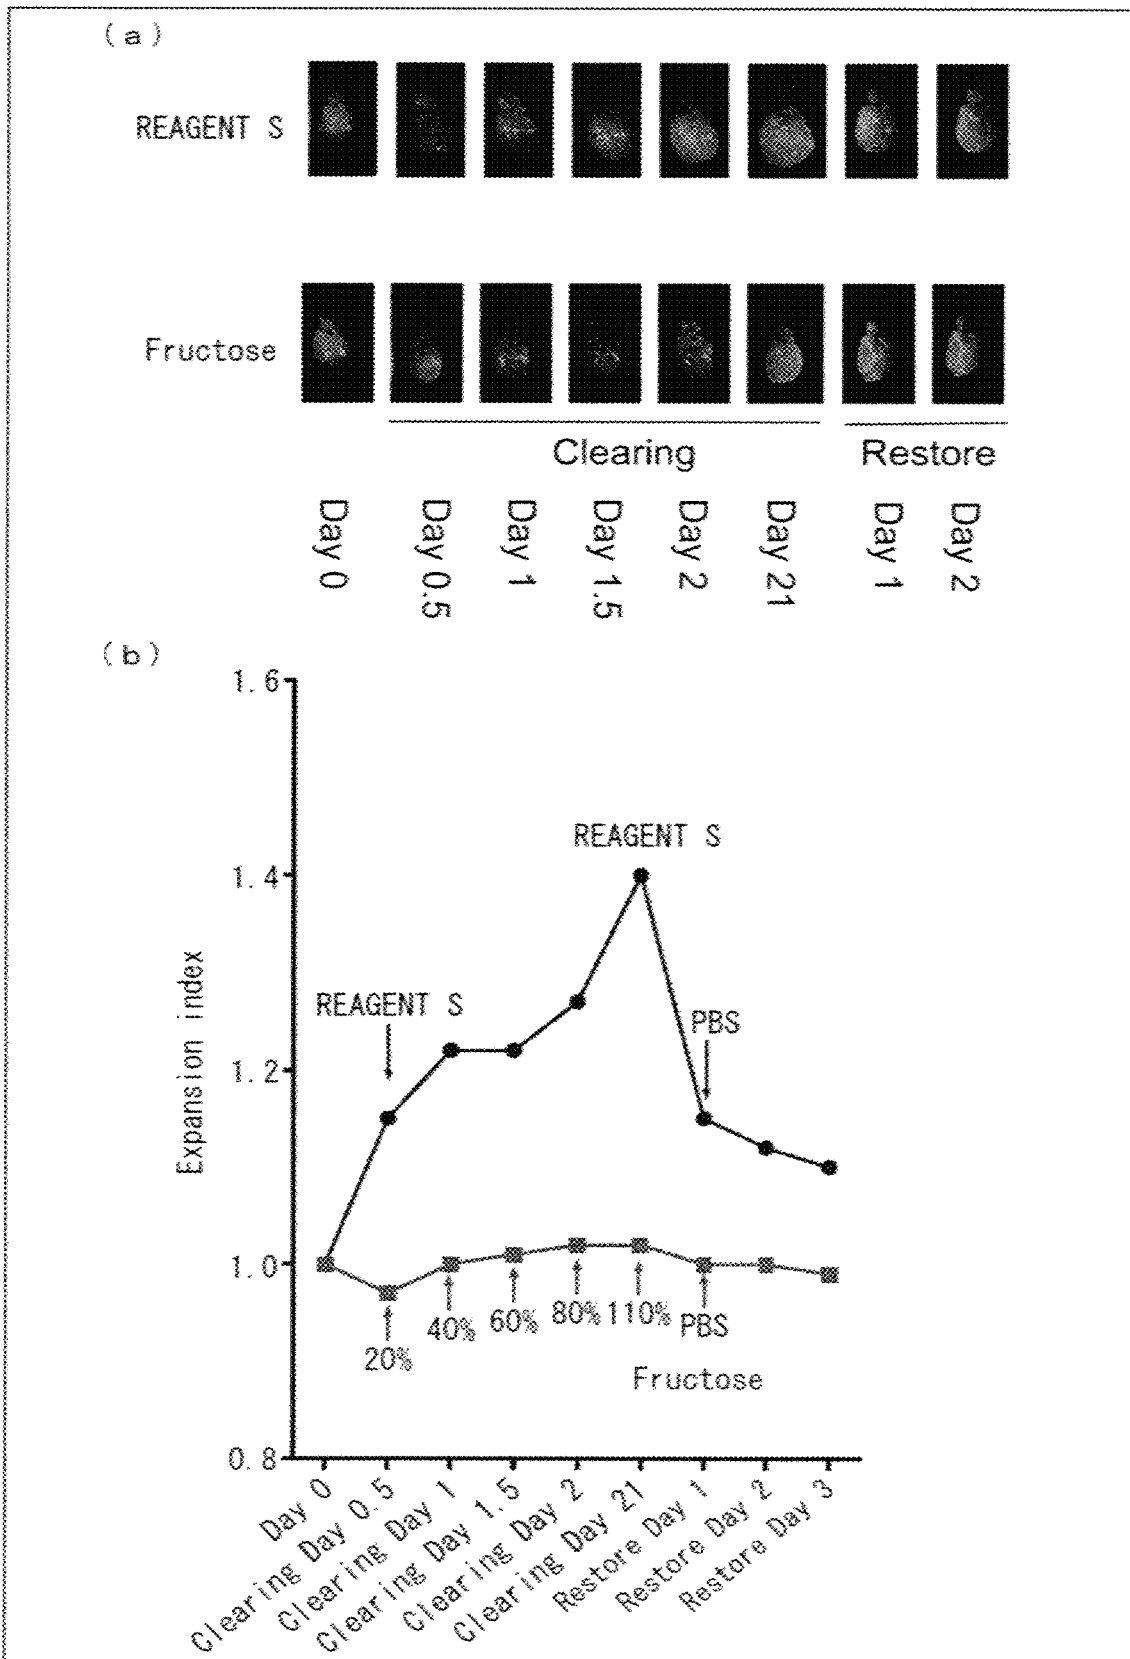 (a)
REAGENT S
Fructose
Clearing
Restore
Day 0
Day 0.5
Day 1
Day 1.5
Day 2
Day 21
Day 1
Day 2
(b)
1.6
1.4
1.2
1.0
0.8
Expansion index
REAGENT S
REAGENT S
PBS
20%
40%
60%
80%
110%
PBS
Fructose
Day 0
Clearing Day 0.5
Clearing Day 1
Clearing Day 1.5
Clearing Day 2
Clearing Day 21
Restore Day 1
Restore Day 2
Restore Day 3